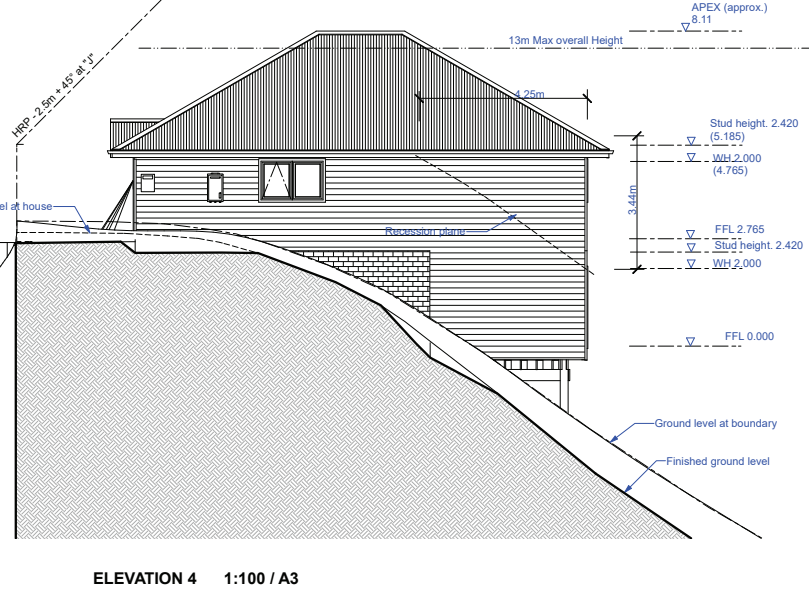 APEX (approx.)
8.11
13m Max overall Height
HRP - 2.5m + 45° at "J"
4.25m
Stud height. 2.420
(5.185)
WH 2.000
(4.765)
3.44m
el at house
Recession plane
FFL 2.765
Stud height. 2.420
WH 2.000
FFL 0.000
Ground level at boundary
Finished ground level
ELEVATION 4 1:100 / A3